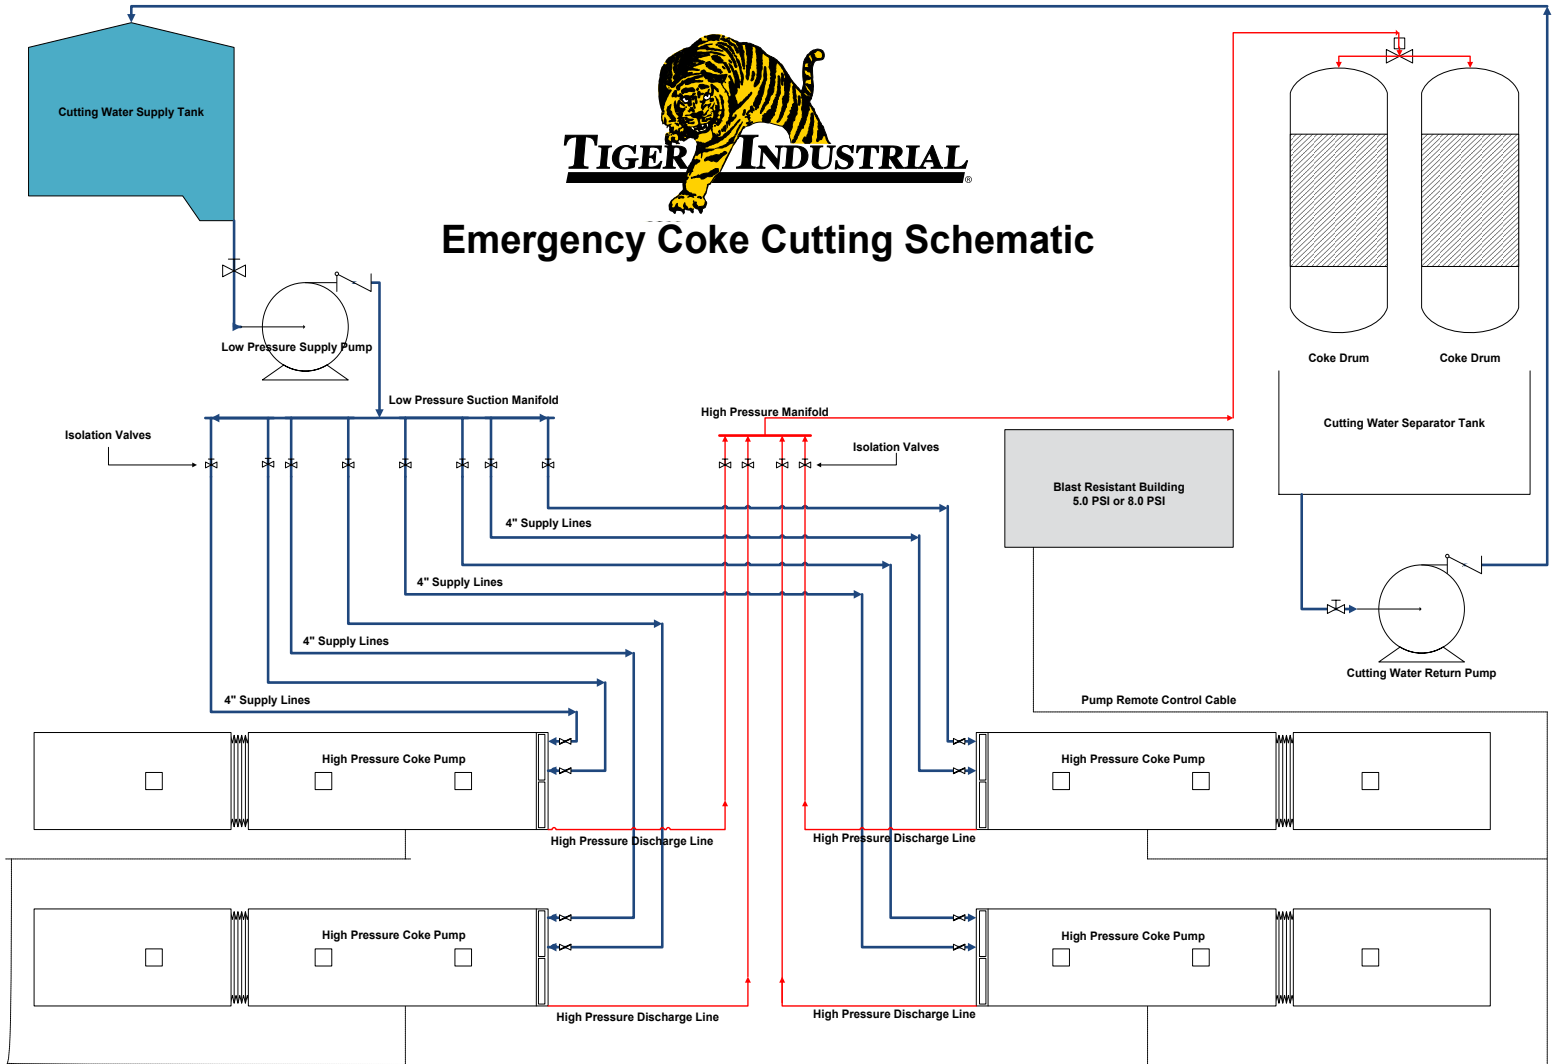 Cutting Water Supply Tank
TIGER INDUSTRIAL
®
Emergency Coke Cutting Schematic
Low Pressure Supply Pump
Coke Drum
Coke Drum
Low Pressure Suction Manifold
High Pressure Manifold
Cutting Water Separator Tank
Isolation Valves
Isolation Valves
Blast Resistant Building
5.0 PSI or 8.0 PSI
4" Supply Lines
4" Supply Lines
4" Supply Lines
4" Supply Lines
Cutting Water Return Pump
Pump Remote Control Cable
High Pressure Coke Pump
High Pressure Coke Pump
High Pressure Discharge Line
High Pressure Discharge Line
High Pressure Coke Pump
High Pressure Coke Pump
High Pressure Discharge Line
High Pressure Discharge Line